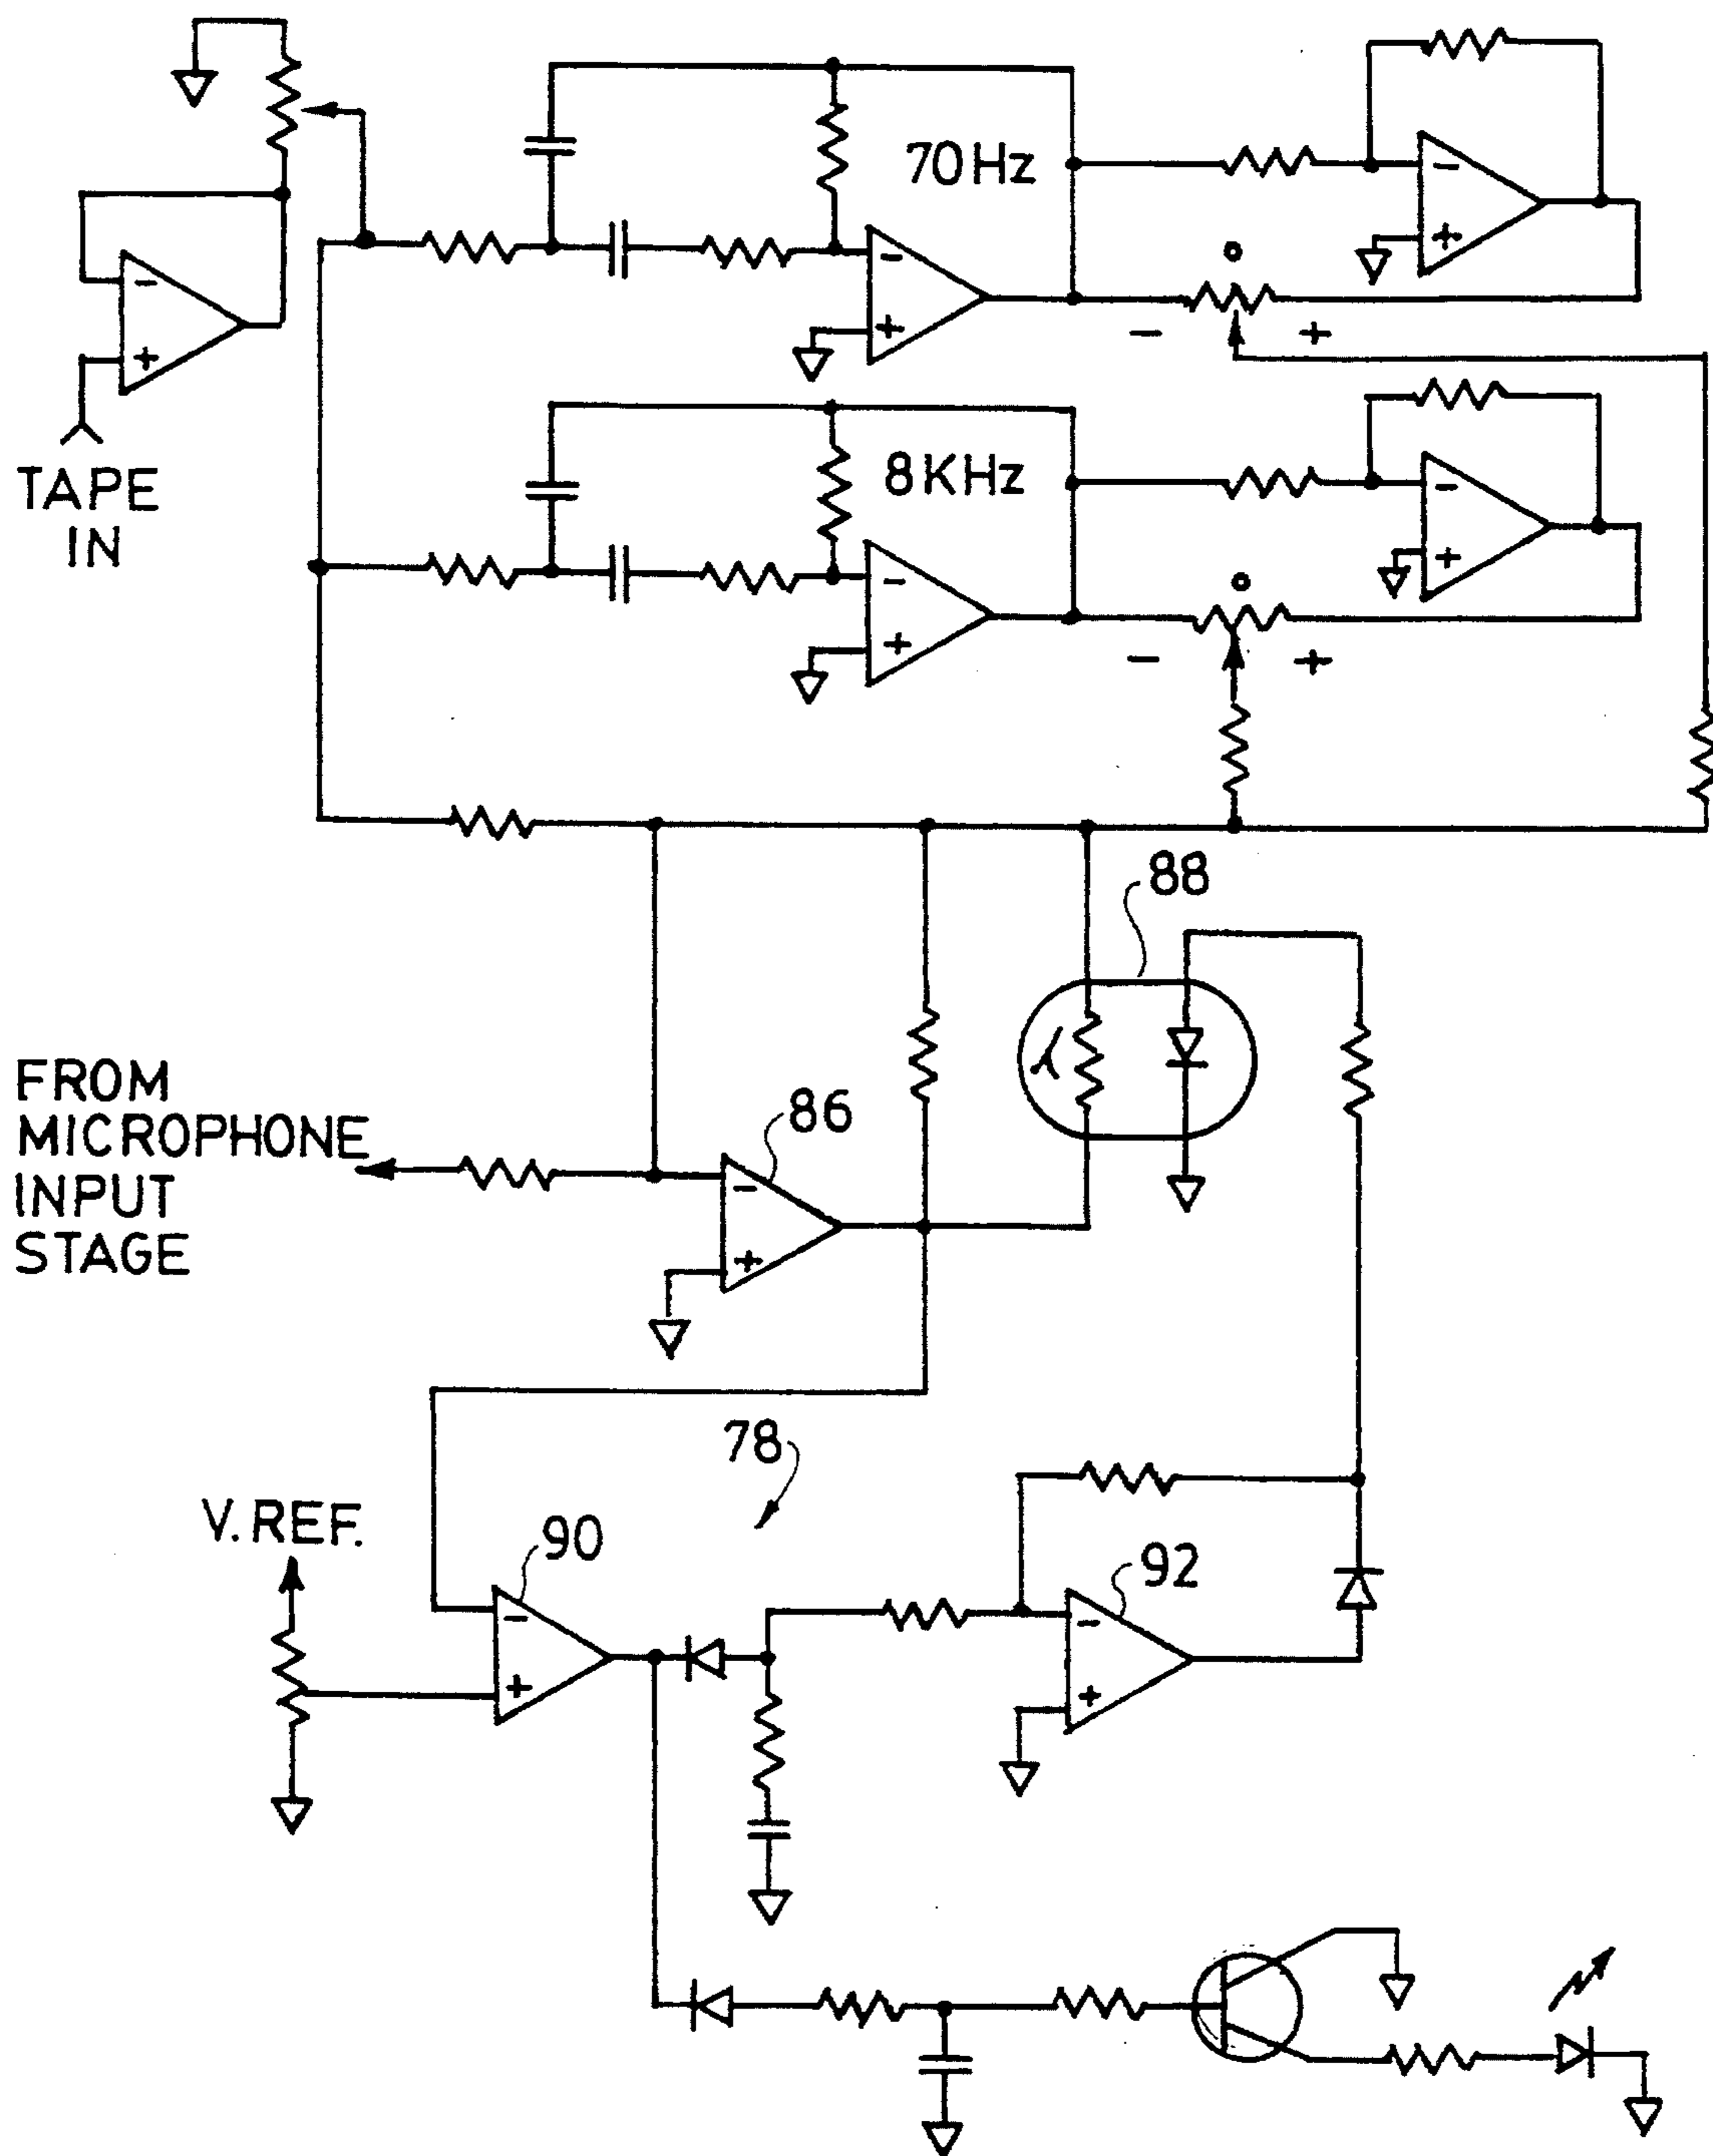 70Hz
-
+
-
+
o
-
+
-
+
TAPE
IN
8KHz
-
+
-
+
o
-
+
88
λ
FROM
MICROPHONE
INPUT
STAGE
86
-
+
78
V.REF.
90
-
+
92
-
+